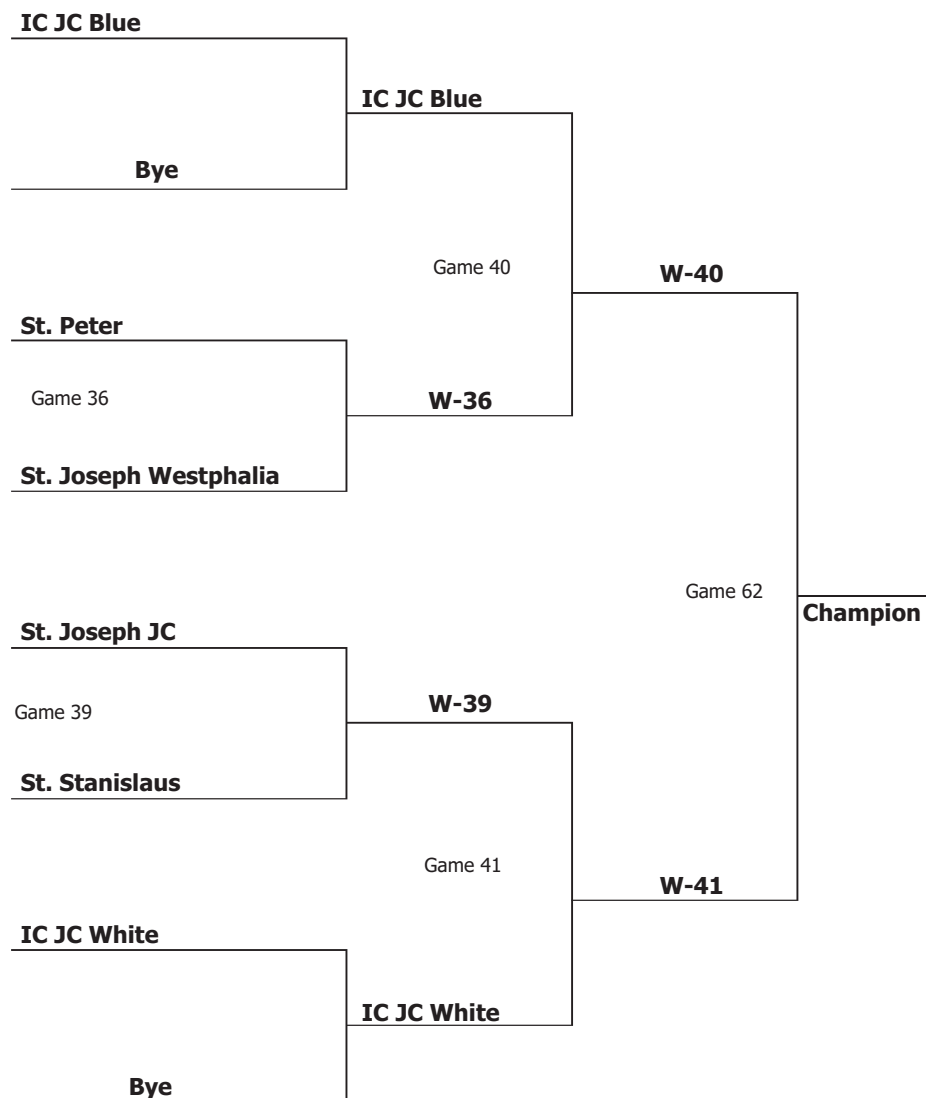 IC JC Blue
IC JC Blue
Bye
Game 40
W-40
St. Peter
Game 36
W-36
St. Joseph Westphalia
Game 62
Champion
St. Joseph JC
W-39
Game 39
St. Stanislaus
Game 41
W-41
IC JC White
IC JC White
Bye